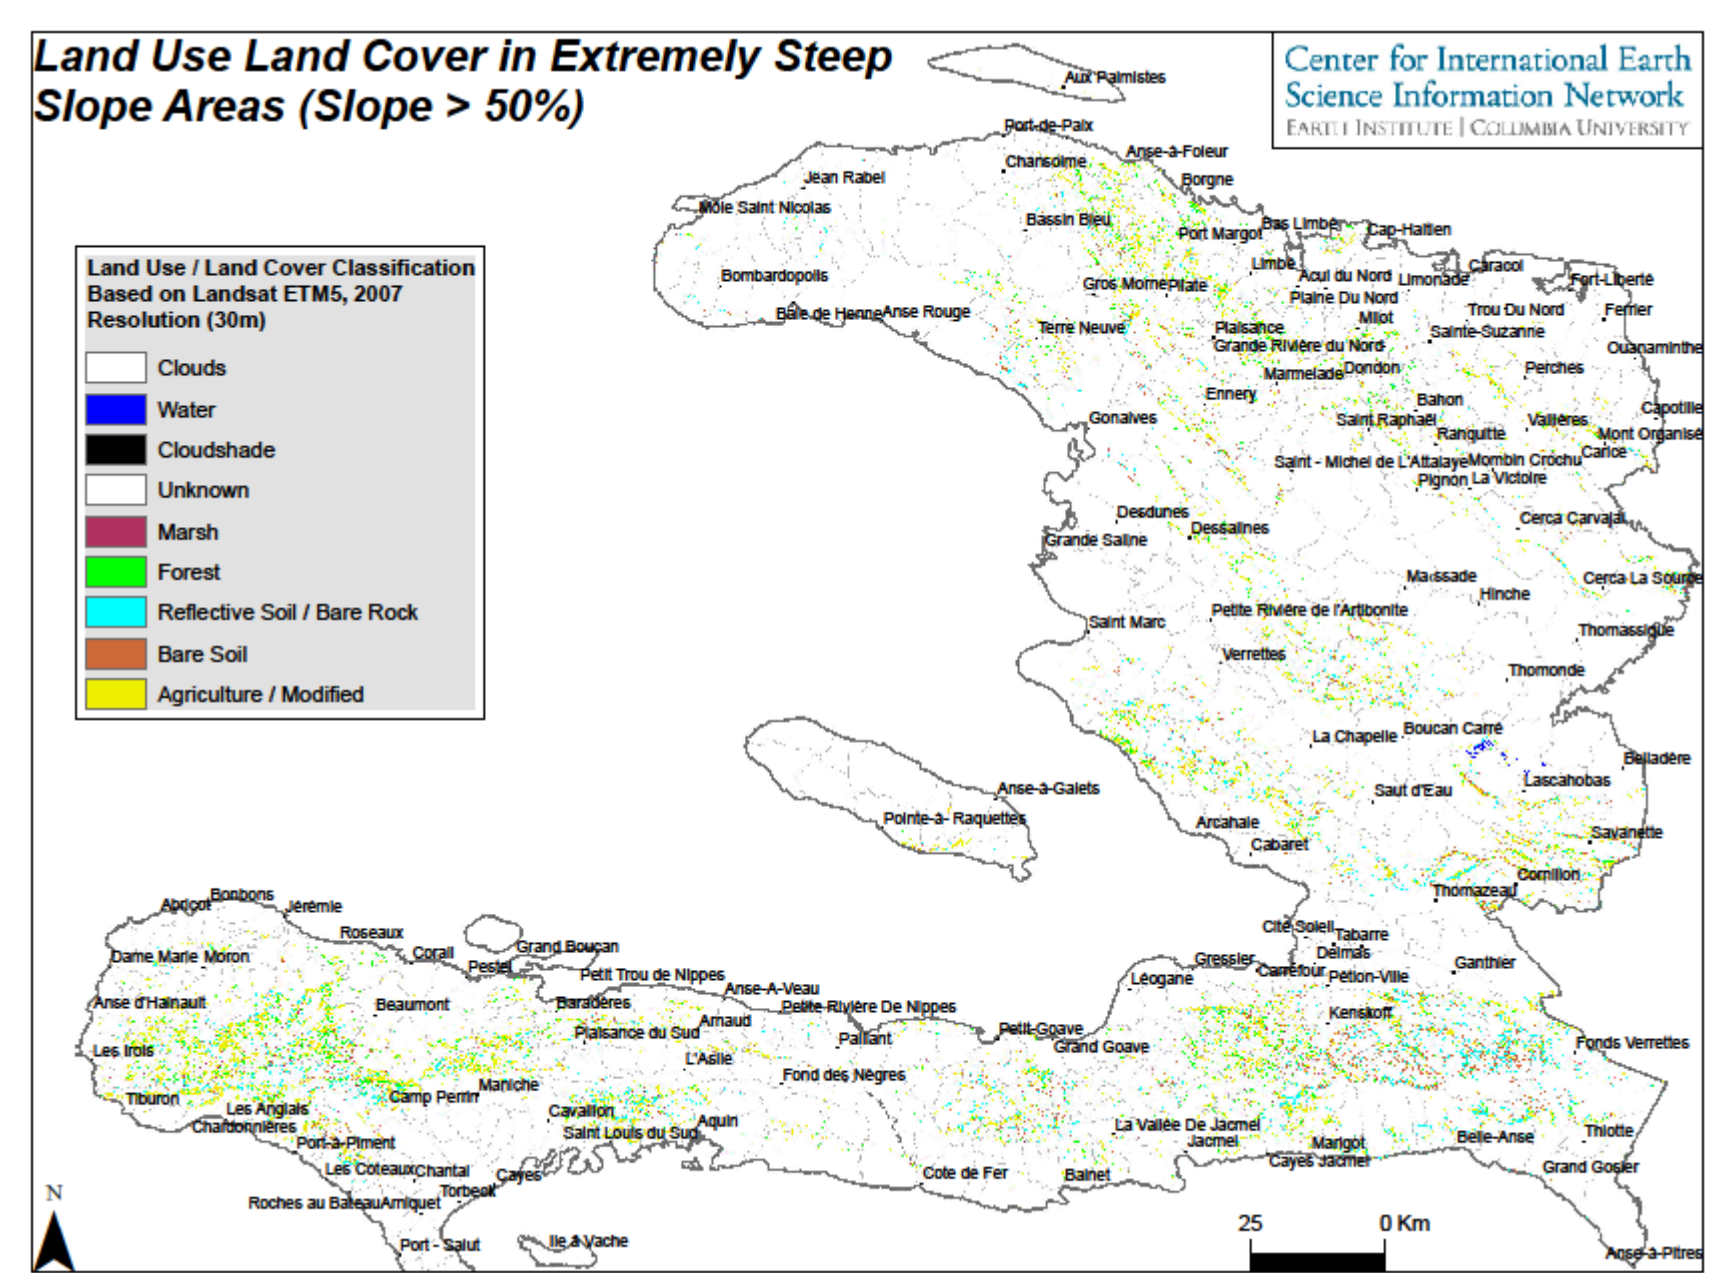 Land Use Land Cover in Extremely Steep
Slope Areas (Slope > 50%)
Center for International Earth
Science Information Network
EARTH INSTITUTE | COLUMBIA UNIVERSITY
Land Use / Land Cover Classification
Based on Landsat ETM5, 2007
Resolution (30m)
Clouds
Water
Cloudshade
Unknown
Marsh
Forest
Reflective Soil / Bare Rock
Bare Soil
Agriculture / Modified
Aux Palmistes
Port-de-Paix
Chansolme
Anse-à-Foleur
Jean Rabel
Borgne
Môle Saint Nicolas
Bassin Bleu
Port Margot
Bas Limbé
Cap-Haïtien
Limbé
Bombardopolis
Acul du Nord
Limonade
Caracol
Fort-Liberté
Gros Morne
Pilate
Plaine Du Nord
Baie de Henne
Anse Rouge
Milot
Trou Du Nord
Ferrier
Terre Neuve
Plaisance
Sainte-Suzanne
Grande Rivière du Nord
Ouanaminthe
Marmelade
Dondon
Perches
Ennery
Bahon
Capotille
Gonaïves
Saint Raphaël
Ranquitte
Vallières
Mont Organisé
Carice
Saint - Michel de L'Attalaye
Mombin Crochu
Pignon
La Victoire
Desdunes
Dessalines
Cerca Carvajal
Grande Saline
Maissade
Hinche
Cerca La Source
Petite Rivière de l'Artibonite
Saint Marc
Thomassique
Verrettes
Thomonde
La Chapelle
Boucan Carré
Belladère
Lascahobas
Saut d'Eau
Anse-à-Galets
Pointe-à- Raquettes
Arcahaie
Cabaret
Savanette
Cornillon
Thomazeau
Bonbons
Abricot
Jérémie
Roseaux
Corail
Pestel
Grand Boucan
Cité Soleil
Tabarre
Delmas
Dame Marie
Moron
Petit Trou de Nippes
Gressier
Carrefour
Pétion-Ville
Ganthier
Léogane
Anse-A-Veau
Anse d'Hainault
Beaumont
Baradères
Petite Rivière De Nippes
Kenskoff
Arnaud
Plaisance du Sud
Paillant
Petit-Goave
Grand Goave
Fonds Verrettes
Les Irois
L'Asile
Fond des Nègres
Maniche
Camp Perrin
Tiburon
Les Anglais
Cavaillon
Chardonnières
Saint Louis du Sud
Aquin
La Vallée De Jacmel
Jacmel
Marigot
Belle-Anse
Thiotte
Port-à-Piment
Cayes Jacmel
Les Coteaux
Chantal
Cayes
Cote de Fer
Bainet
Grand Gosier
Torbeck
Roches au Bateau
Arniquet
Port - Salut
Ile à Vache
Anse-à-Pitres
N
25
0 Km